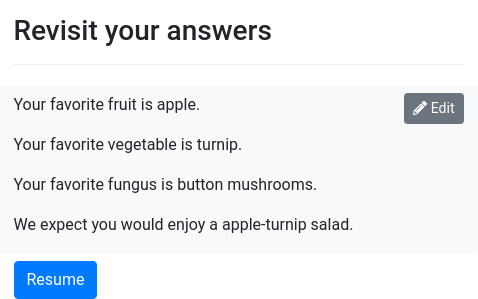 Revisit your answers
Your favorite fruit is apple.
Edit
Your favorite vegetable is turnip.
Your favorite fungus is button mushrooms.
We expect you would enjoy a apple-turnip salad.
Resume